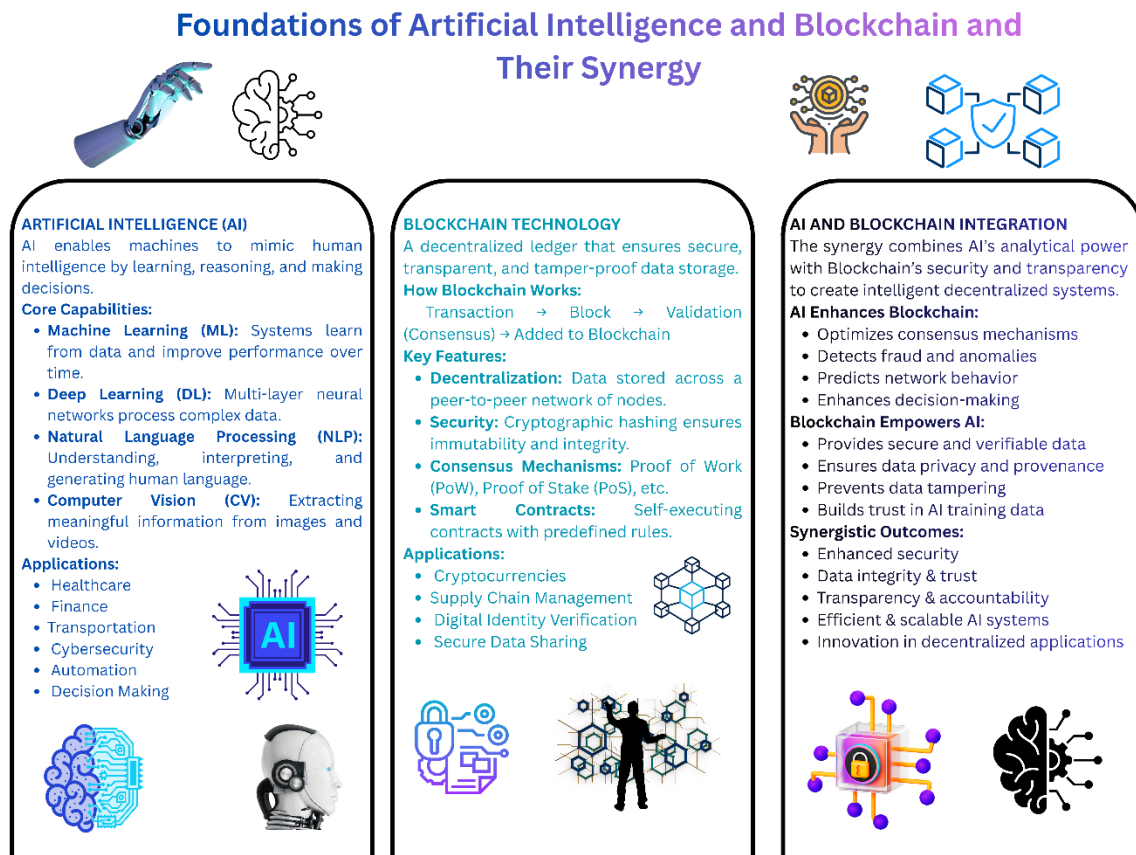 Foundations of Artificial Intelligence and Blockchain and
Their Synergy
ARTIFICIAL INTELLIGENCE (AI)
AI enables machines to mimic human
intelligence by learning, reasoning, and making
decisions.
Core Capabilities:
• Machine Learning (ML): Systems learn
from data and improve performance over
time.
• Deep Learning (DL): Multi-layer neural
networks process complex data.
• Natural Language Processing (NLP):
Understanding, interpreting, and
generating human language.
• Computer Vision (CV): Extracting
meaningful information from images and
videos.
Applications:
• Healthcare
• Finance
• Transportation
• Cybersecurity
• Automation
• Decision Making
AI
BLOCKCHAIN TECHNOLOGY
A decentralized ledger that ensures secure,
transparent, and tamper-proof data storage.
How Blockchain Works:
Transaction → Block → Validation
(Consensus) → Added to Blockchain
Key Features:
• Decentralization: Data stored across a
peer-to-peer network of nodes.
• Security: Cryptographic hashing ensures
immutability and integrity.
• Consensus Mechanisms: Proof of Work
(PoW), Proof of Stake (PoS), etc.
• Smart Contracts: Self-executing
contracts with predefined rules.
Applications:
• Cryptocurrencies
• Supply Chain Management
• Digital Identity Verification
• Secure Data Sharing
AI AND BLOCKCHAIN INTEGRATION
The synergy combines AI's analytical power
with Blockchain's security and transparency
to create intelligent decentralized systems.
AI Enhances Blockchain:
• Optimizes consensus mechanisms
• Detects fraud and anomalies
• Predicts network behavior
• Enhances decision-making
Blockchain Empowers AI:
• Provides secure and verifiable data
• Ensures data privacy and provenance
• Prevents data tampering
• Builds trust in AI training data
Synergistic Outcomes:
• Enhanced security
• Data integrity & trust
• Transparency & accountability
• Efficient & scalable AI systems
• Innovation in decentralized applications